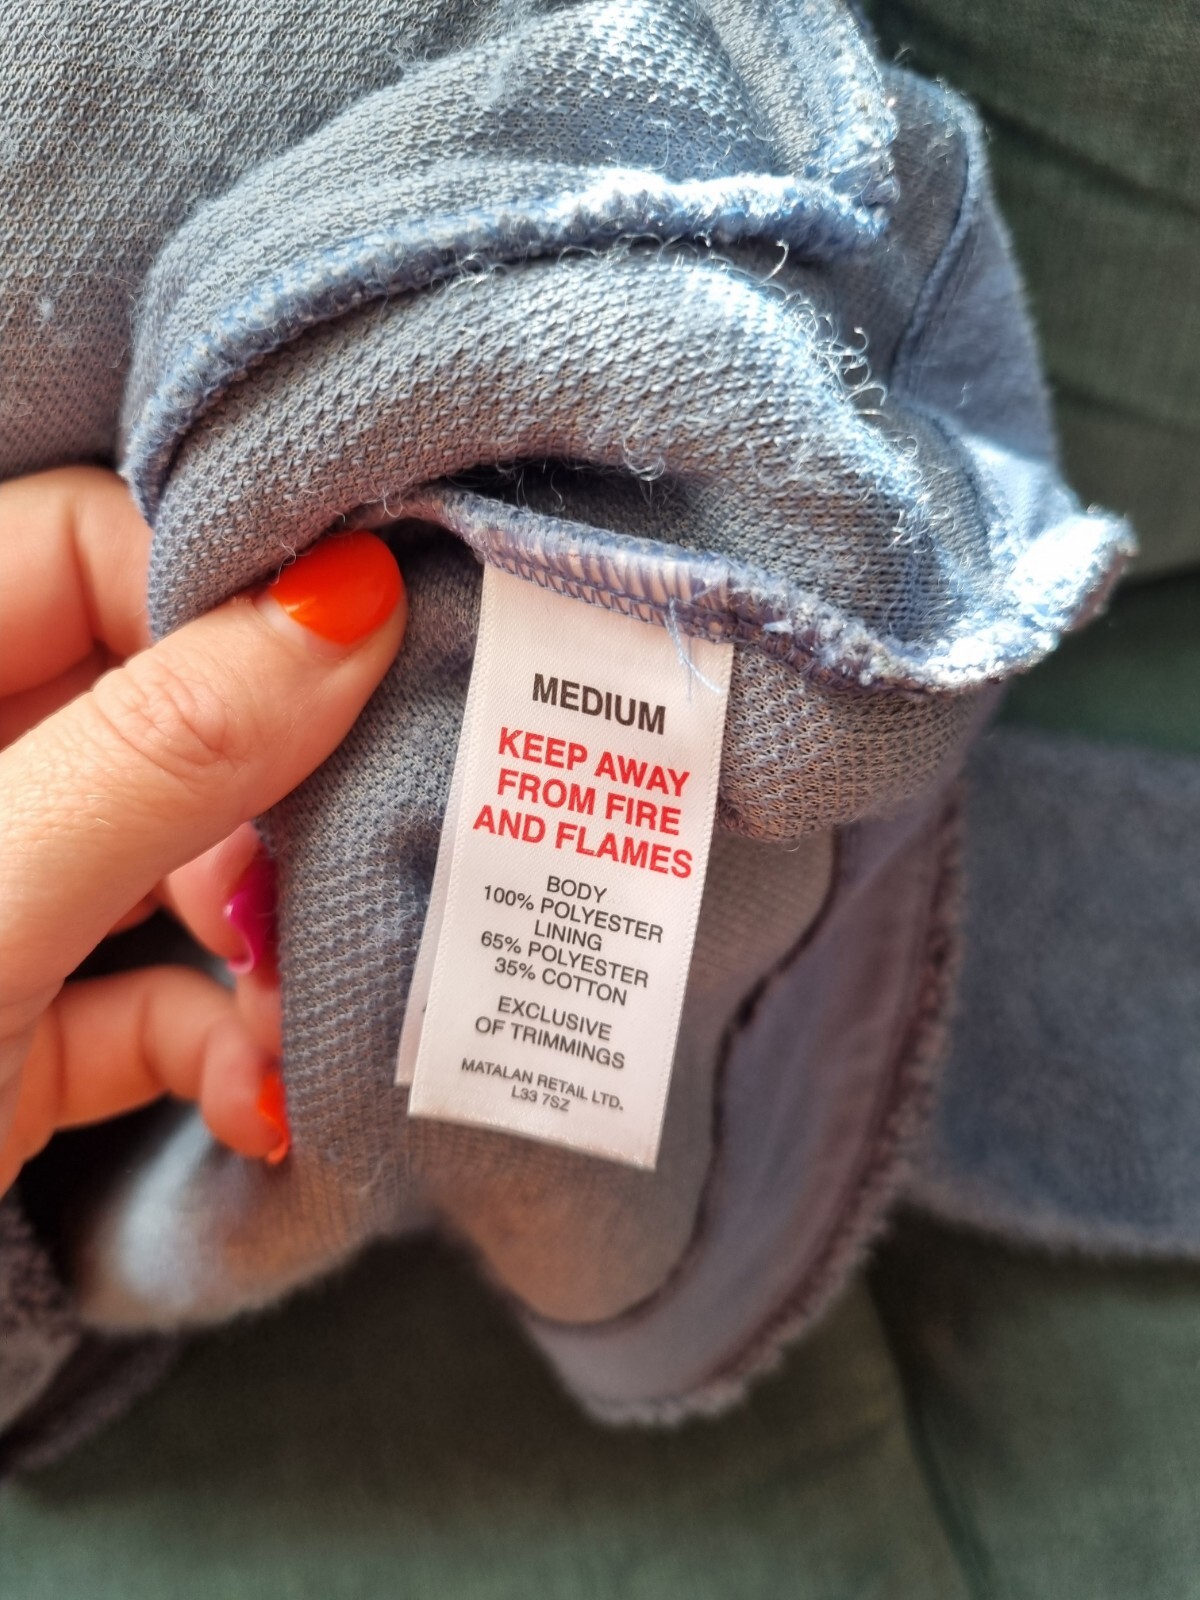 MEDIUM
KEEP AWAY
FROM FIRE
AND FLAMES
BODY
100% POLYESTER
LINING
65% POLYESTER
35% COTTON
EXCLUSIVE
OF TRIMMINGS
MATALAN RETAIL LTD.
L33 7SZ